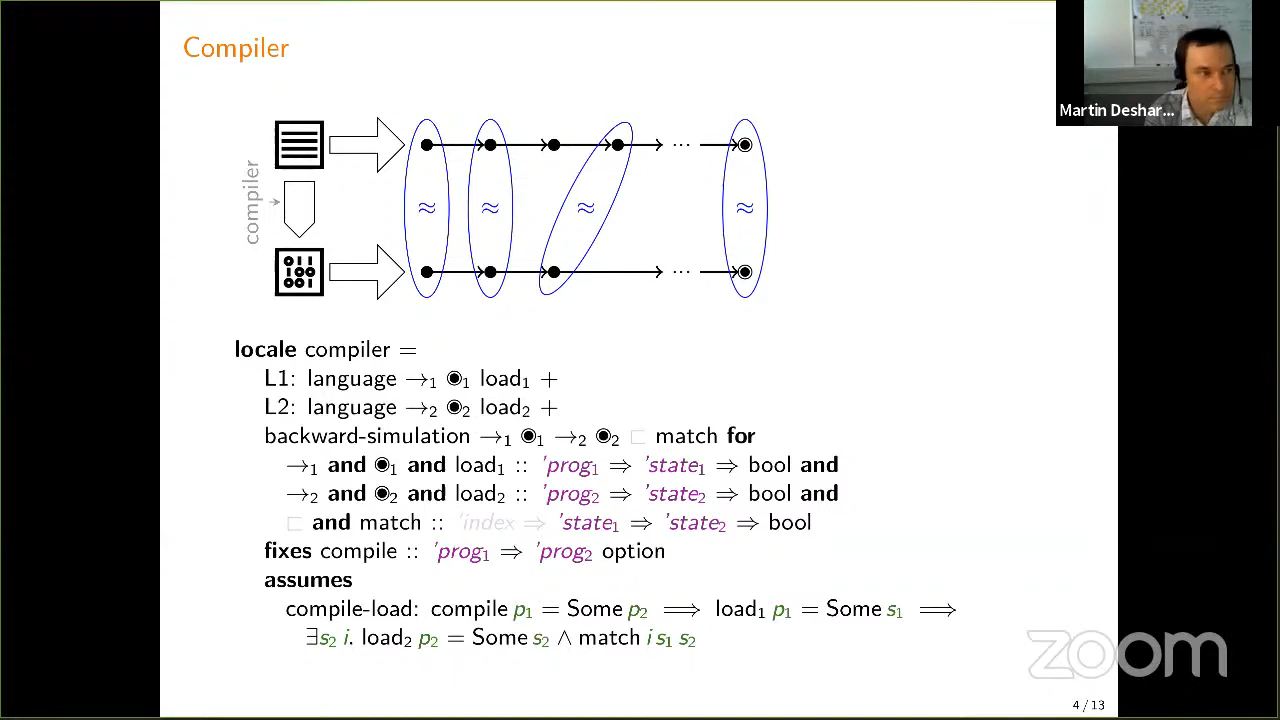 Compiler
Martin Deshar...
compiler
≈ ≈ ≈ ≈
... 
...
locale compiler =
L1: language →₁ ◉₁ load₁ +
L2: language →₂ ◉₂ load₂ +
backward-simulation →₁ ◉₁ →₂ ◉₂ ⊏ match for
→₁ and ◉₁ and load₁ :: 'prog₁ ⇒ 'state₁ ⇒ bool and
→₂ and ◉₂ and load₂ :: 'prog₂ ⇒ 'state₂ ⇒ bool and
⊏ and match :: 'index ⇒ 'state₁ ⇒ 'state₂ ⇒ bool
fixes compile :: 'prog₁ ⇒ 'prog₂ option
assumes
compile-load: compile p₁ = Some p₂ ⟹ load₁ p₁ = Some s₁ ⟹
∃s₂ i. load₂ p₂ = Some s₂ ∧ match i s₁ s₂
zoom
4 / 13